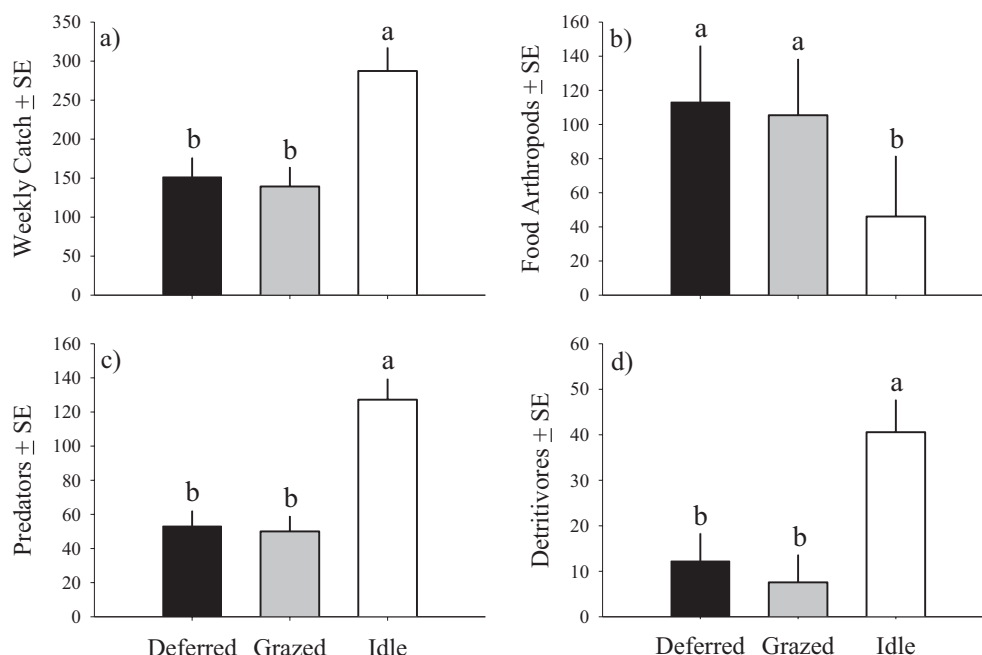 a)
Weekly Catch ± SE
350
300
250
200
150
100
50
0
b
b
a
b)
Food Arthropods ± SE
160
140
120
100
80
60
40
20
0
a
a
b
c)
Predators ± SE
160
140
120
100
80
60
40
20
0
b
b
a
Deferred Grazed Idle
d)
Detritivores ± SE
60
50
40
30
20
10
0
b
b
a
Deferred Grazed Idle